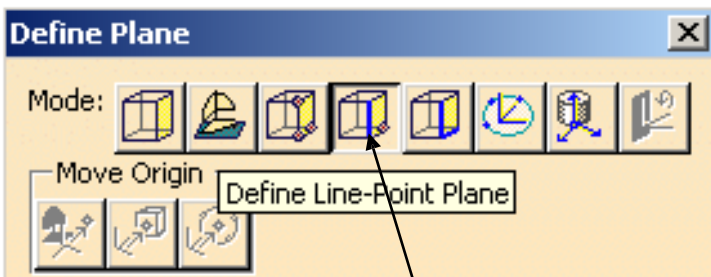 Define Plane
Mode:
Move Origin
Define Line-Point Plane